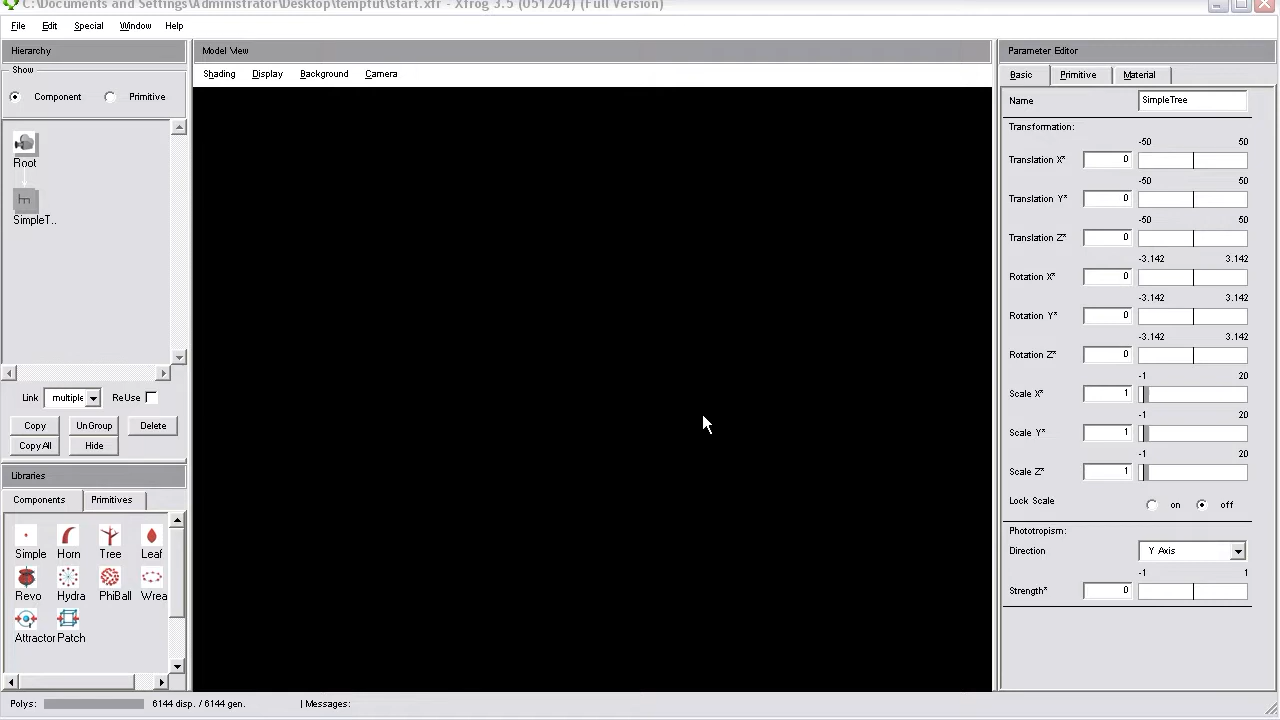 C:\Documents and Settings\Administrator\Desktop\temptut\start.xfr - Xfrog 3.5 (051204) (Full Version)
File Edit Special Window Help
Hierarchy
Show
Component Primitive
Root
SimpleT..
Link multiple ReUse
Copy UnGroup Delete
Copy All Hide
Libraries
Components Primitives
Simple Horn Tree Leaf
Revo Hydra PhiBall Wrea
Attractor Patch
Model View
Shading Display Background Camera
Parameter Editor
Basic Primitive Material
Name SimpleTree
Transformation:
-50 50
Translation X* 0
-50 50
Translation Y* 0
-50 50
Translation Z* 0
-3.142 3.142
Rotation X* 0
-3.142 3.142
Rotation Y* 0
-3.142 3.142
Rotation Z* 0
-1 20
Scale X* 1
-1 20
Scale Y* 1
-1 20
Scale Z* 1
Lock Scale on off
Phototropism:
Direction Y Axis
-1 1
Strength* 0
Polys: 6144 disp. / 6144 gen. | Messages: